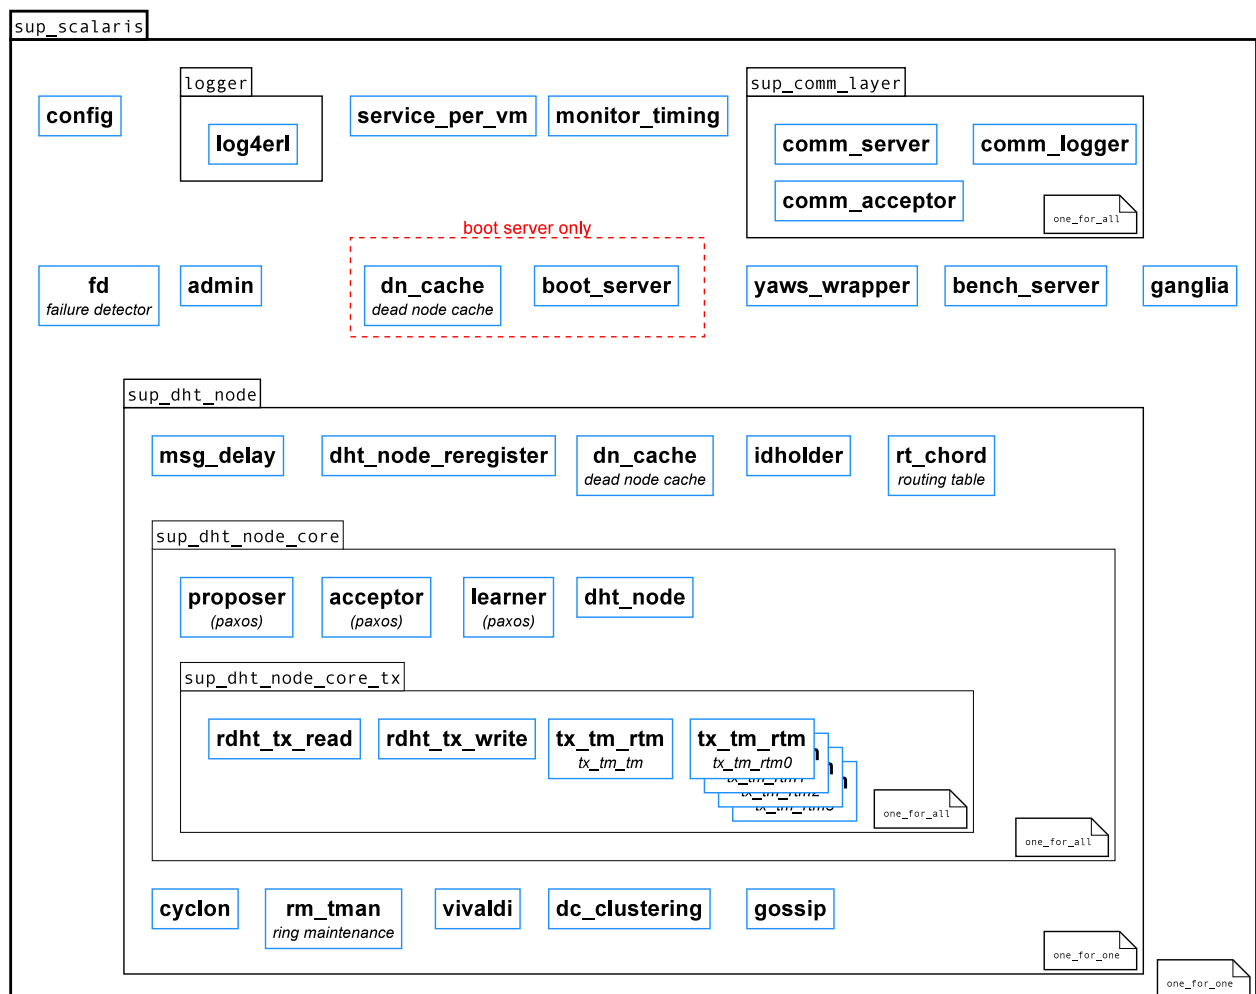 sup_scalaris
logger
sup_comm_layer
config
service_per_vm
monitor_timing
log4erl
comm_server
comm_logger
comm_acceptor
one_for_all
boot server only
fd
failure detector
admin
dn_cache
dead node cache
boot_server
yaws_wrapper
bench_server
ganglia
sup_dht_node
msg_delay
dht_node_reregister
dn_cache
dead node cache
idholder
rt_chord
routing table
sup_dht_node_core
proposer
(paxos)
acceptor
(paxos)
learner
(paxos)
dht_node
sup_dht_node_core_tx
rdht_tx_read
rdht_tx_write
tx_tm_rtm
tx_tm_tm
tx_tm_rtm
tx_tm_rtm0
tx_tm_rtm1
tx_tm_rtm2
tx_tm_rtm3
one_for_all
one_for_all
cyclon
rm_tman
ring maintenance
vivaldi
dc_clustering
gossip
one_for_one
one_for_one